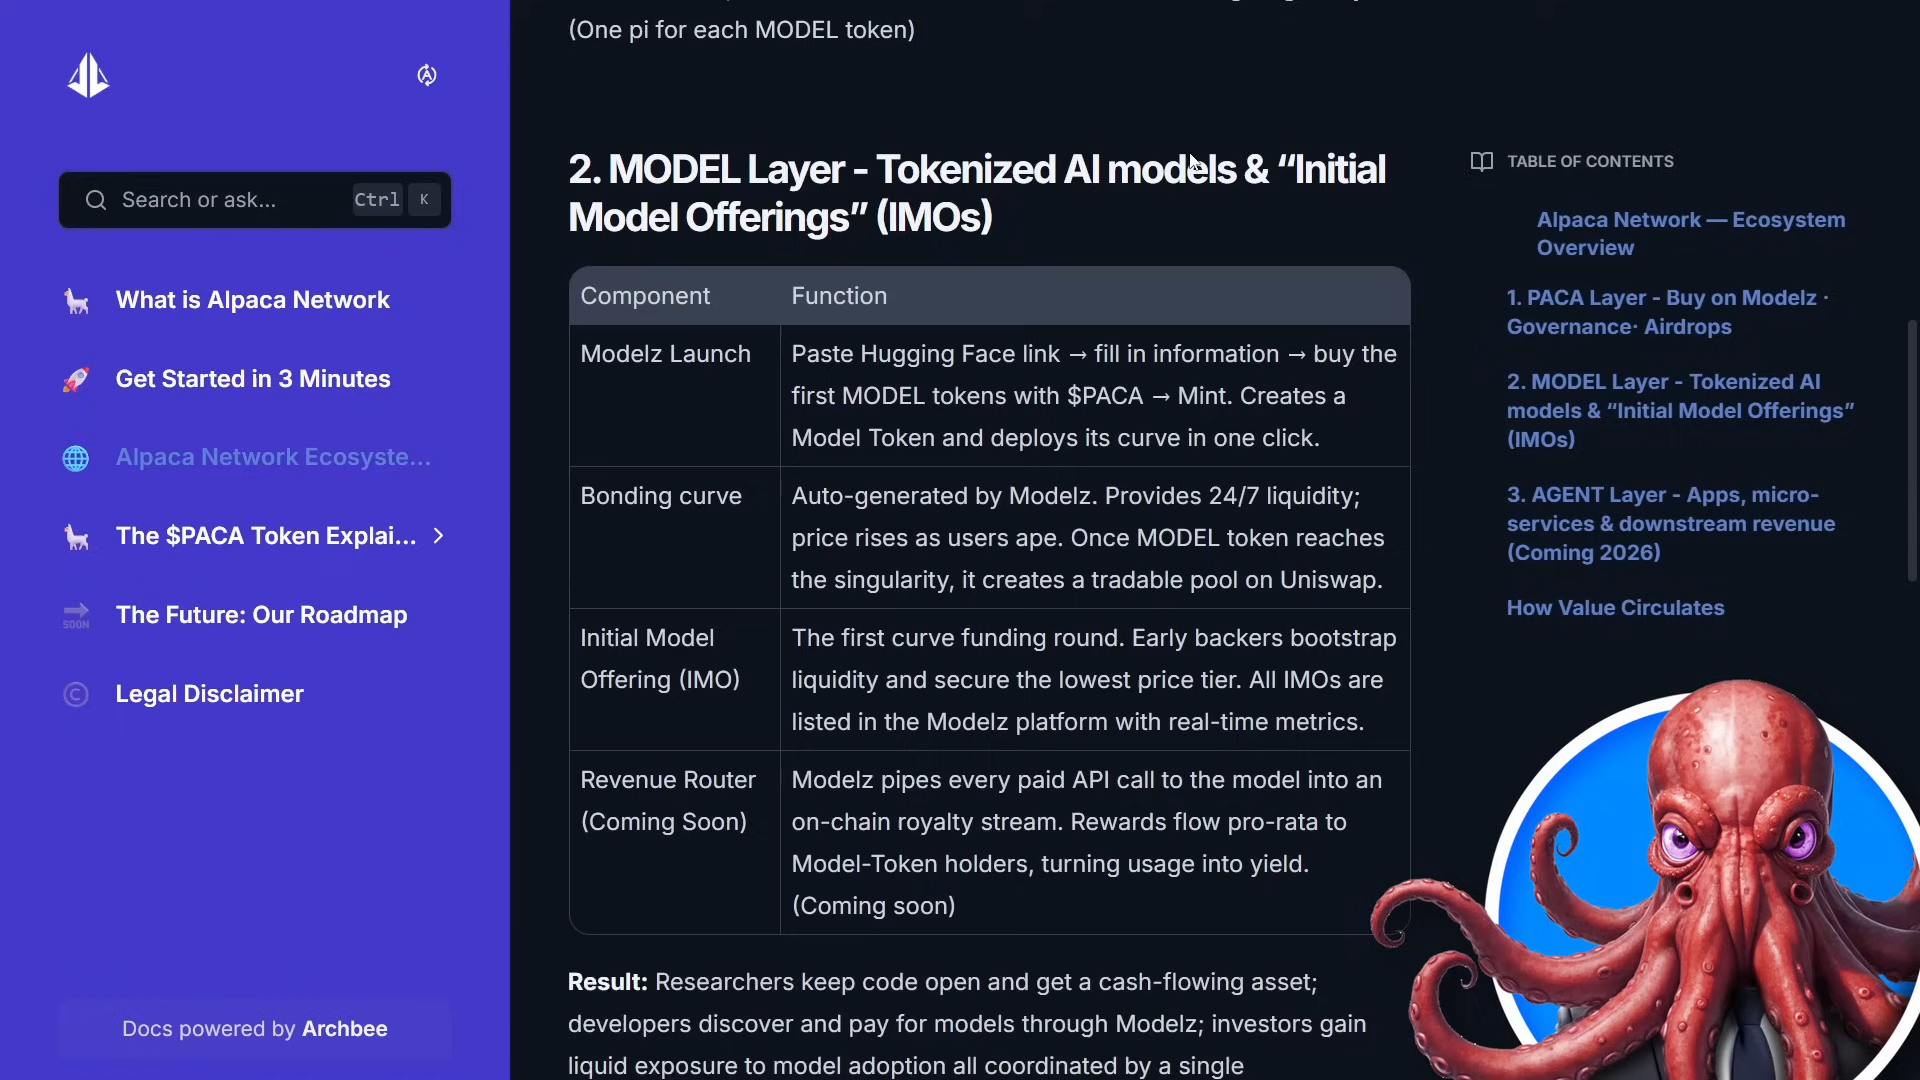 (One pi for each MODEL token)
Search or ask...
Ctrl
K
What is Alpaca Network
Get Started in 3 Minutes
Alpaca Network Ecosyste...
The $PACA Token Explai...
SOON
The Future: Our Roadmap
Legal Disclaimer
Docs powered by Archbee
2. MODEL Layer - Tokenized AI models & “Initial
Model Offerings” (IMOs)
Component
Function
Modelz Launch
Paste Hugging Face link → fill in information → buy the
first MODEL tokens with $PACA → Mint. Creates a
Model Token and deploys its curve in one click.
Bonding curve
Auto-generated by Modelz. Provides 24/7 liquidity;
price rises as users ape. Once MODEL token reaches
the singularity, it creates a tradable pool on Uniswap.
Initial Model
Offering (IMO)
The first curve funding round. Early backers bootstrap
liquidity and secure the lowest price tier. All IMOs are
listed in the Modelz platform with real-time metrics.
Revenue Router
(Coming Soon)
Modelz pipes every paid API call to the model into an
on-chain royalty stream. Rewards flow pro-rata to
Model-Token holders, turning usage into yield.
(Coming soon)
Result: Researchers keep code open and get a cash-flowing asset;
developers discover and pay for models through Modelz; investors gain
liquid exposure to model adoption all coordinated by a single
TABLE OF CONTENTS
Alpaca Network — Ecosystem
Overview
1. PACA Layer - Buy on Modelz ·
Governance· Airdrops
2. MODEL Layer - Tokenized AI
models & “Initial Model Offerings”
(IMOs)
3. AGENT Layer - Apps, micro-
services & downstream revenue
(Coming 2026)
How Value Circulates